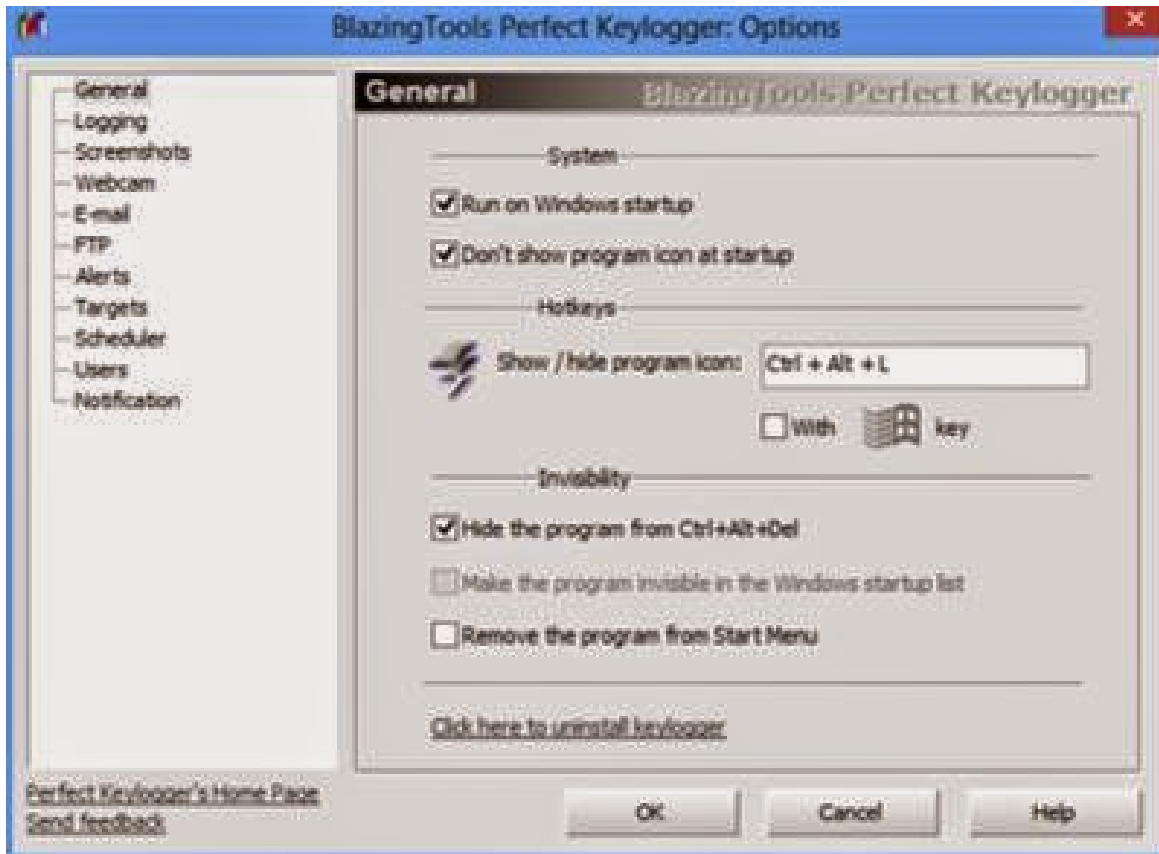 BlazingTools Perfect Keylogger: Options
General
Logging
Screenshots
Webcam
E-mail
FTP
Alerts
Targets
Scheduler
Users
Notification
General BlazingTools Perfect Keylogger
System
Run on Windows startup
Don't show program icon at startup
Hotkeys
Show / hide program icon: Ctrl + Alt + L
With key
Invisibility
Hide the program from Ctrl+Alt+Del
Make the program invisible in the Windows startup list
Remove the program from Start Menu
Click here to uninstall keylogger
Perfect Keylogger's Home Page
Send feedback
OK Cancel Help